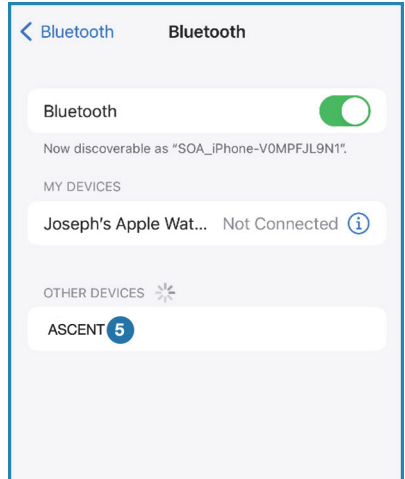 Bluetooth Bluetooth
Bluetooth
Now discoverable as “SOA_iPhone-V0MPFJL9N1”.
MY DEVICES
Joseph’s Apple Wat... Not Connected i
OTHER DEVICES
ASCENT 5